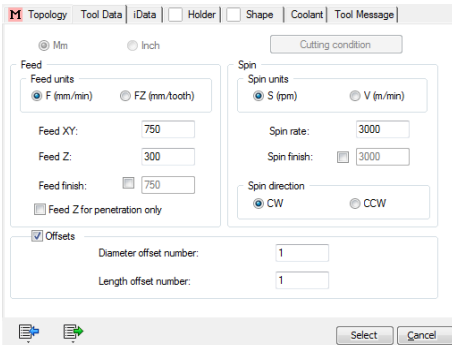 M Topology Tool Data iData Holder Shape Coolant Tool Message
Mm Inch Cutting condition
Feed Spin
Feed units Spin units
F (mm/min) FZ (mm/tooth) S (rpm) V (m/min)
Feed XY: 750 Spin rate: 3000
Feed Z: 300 Spin finish: 3000
Feed finish: 750 Spin direction
Feed Z for penetration only CW CCW
Offsets
Diameter offset number: 1
Length offset number: 1
Select Cancel